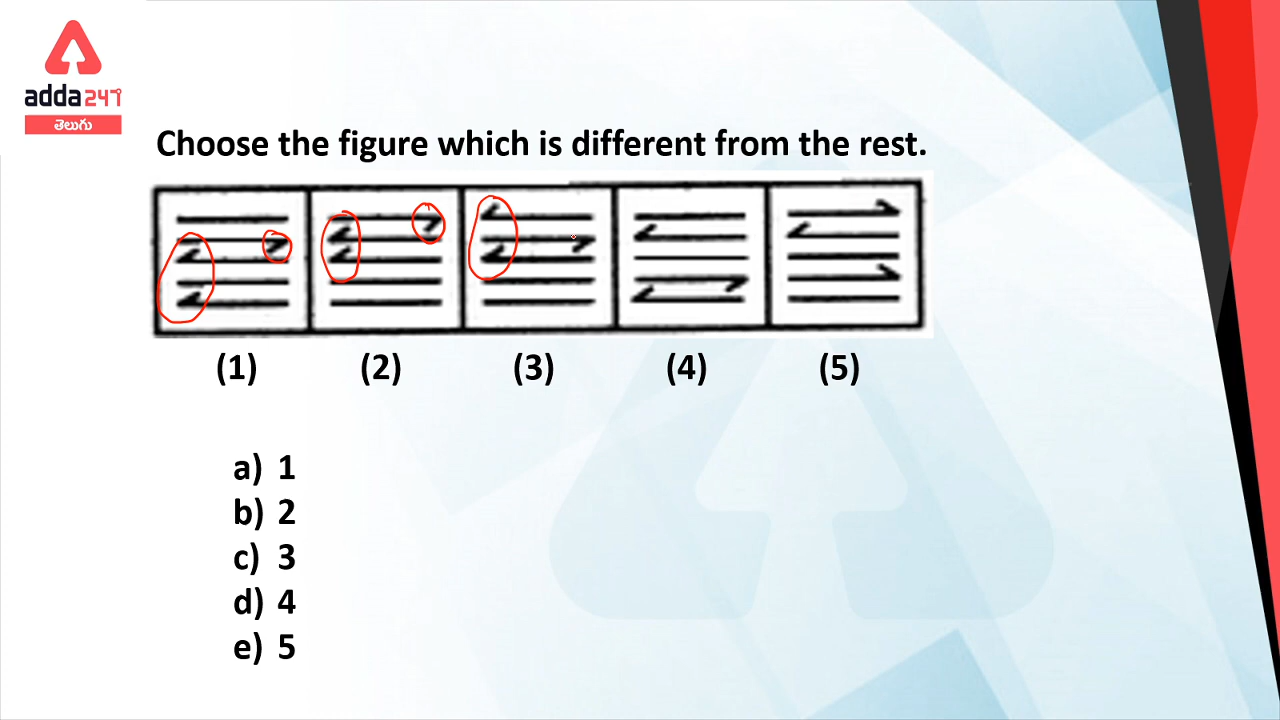 adda247
తెలుగు
Choose the figure which is different from the rest.
(1) (2) (3) (4) (5)
a) 1
b) 2
c) 3
d) 4
e) 5